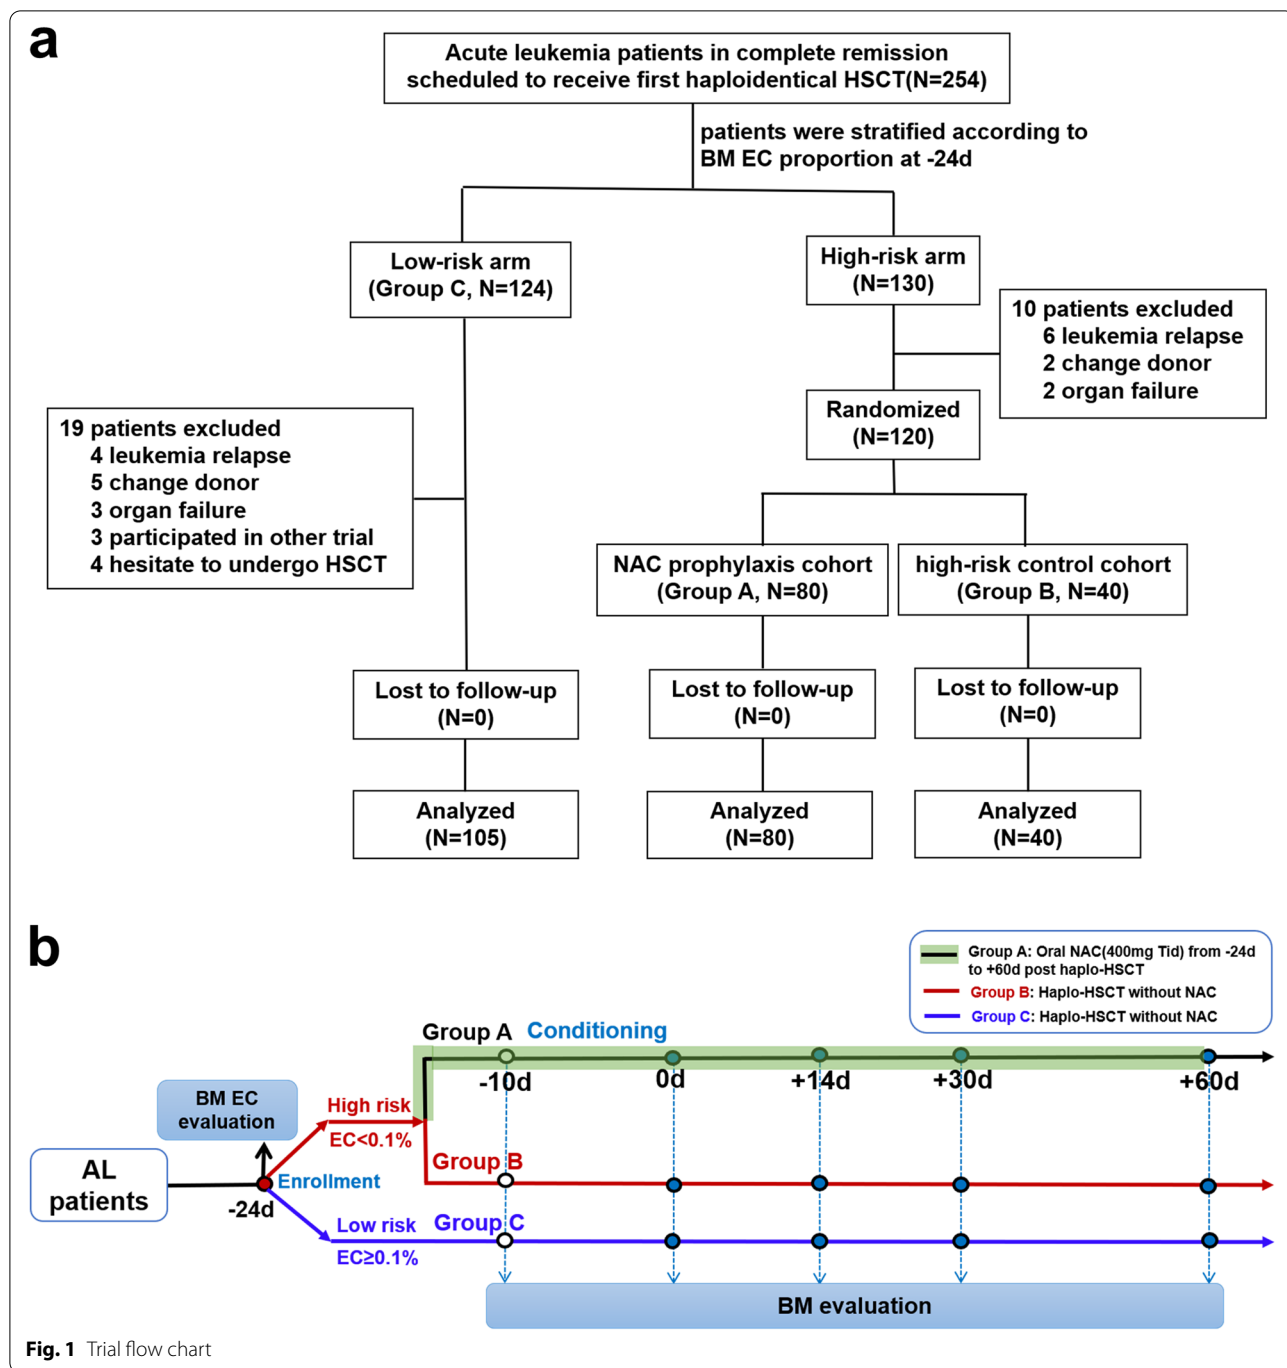 a
Acute leukemia patients in complete remission
scheduled to receive first haploidentical HSCT(N=254)
patients were stratified according to
BM EC proportion at -24d
Low-risk arm
(Group C, N=124)
High-risk arm
(N=130)
10 patients excluded
6 leukemia relapse
2 change donor
2 organ failure
Randomized
(N=120)
19 patients excluded
4 leukemia relapse
5 change donor
3 organ failure
3 participated in other trial
4 hesitate to undergo HSCT
NAC prophylaxis cohort
(Group A, N=80)
high-risk control cohort
(Group B, N=40)
Lost to follow-up
(N=0)
Lost to follow-up
(N=0)
Lost to follow-up
(N=0)
Analyzed
(N=105)
Analyzed
(N=80)
Analyzed
(N=40)
b
Group A: Oral NAC(400mg Tid) from -24d
to +60d post haplo-HSCT
Group B: Haplo-HSCT without NAC
Group C: Haplo-HSCT without NAC
Group A Conditioning
-10d 0d +14d +30d +60d
BM EC
evaluation
High risk
EC<0.1%
AL
patients
Enrollment
-24d
Group B
Low risk
EC≥0.1%
Group C
BM evaluation
Fig. 1 Trial flow chart